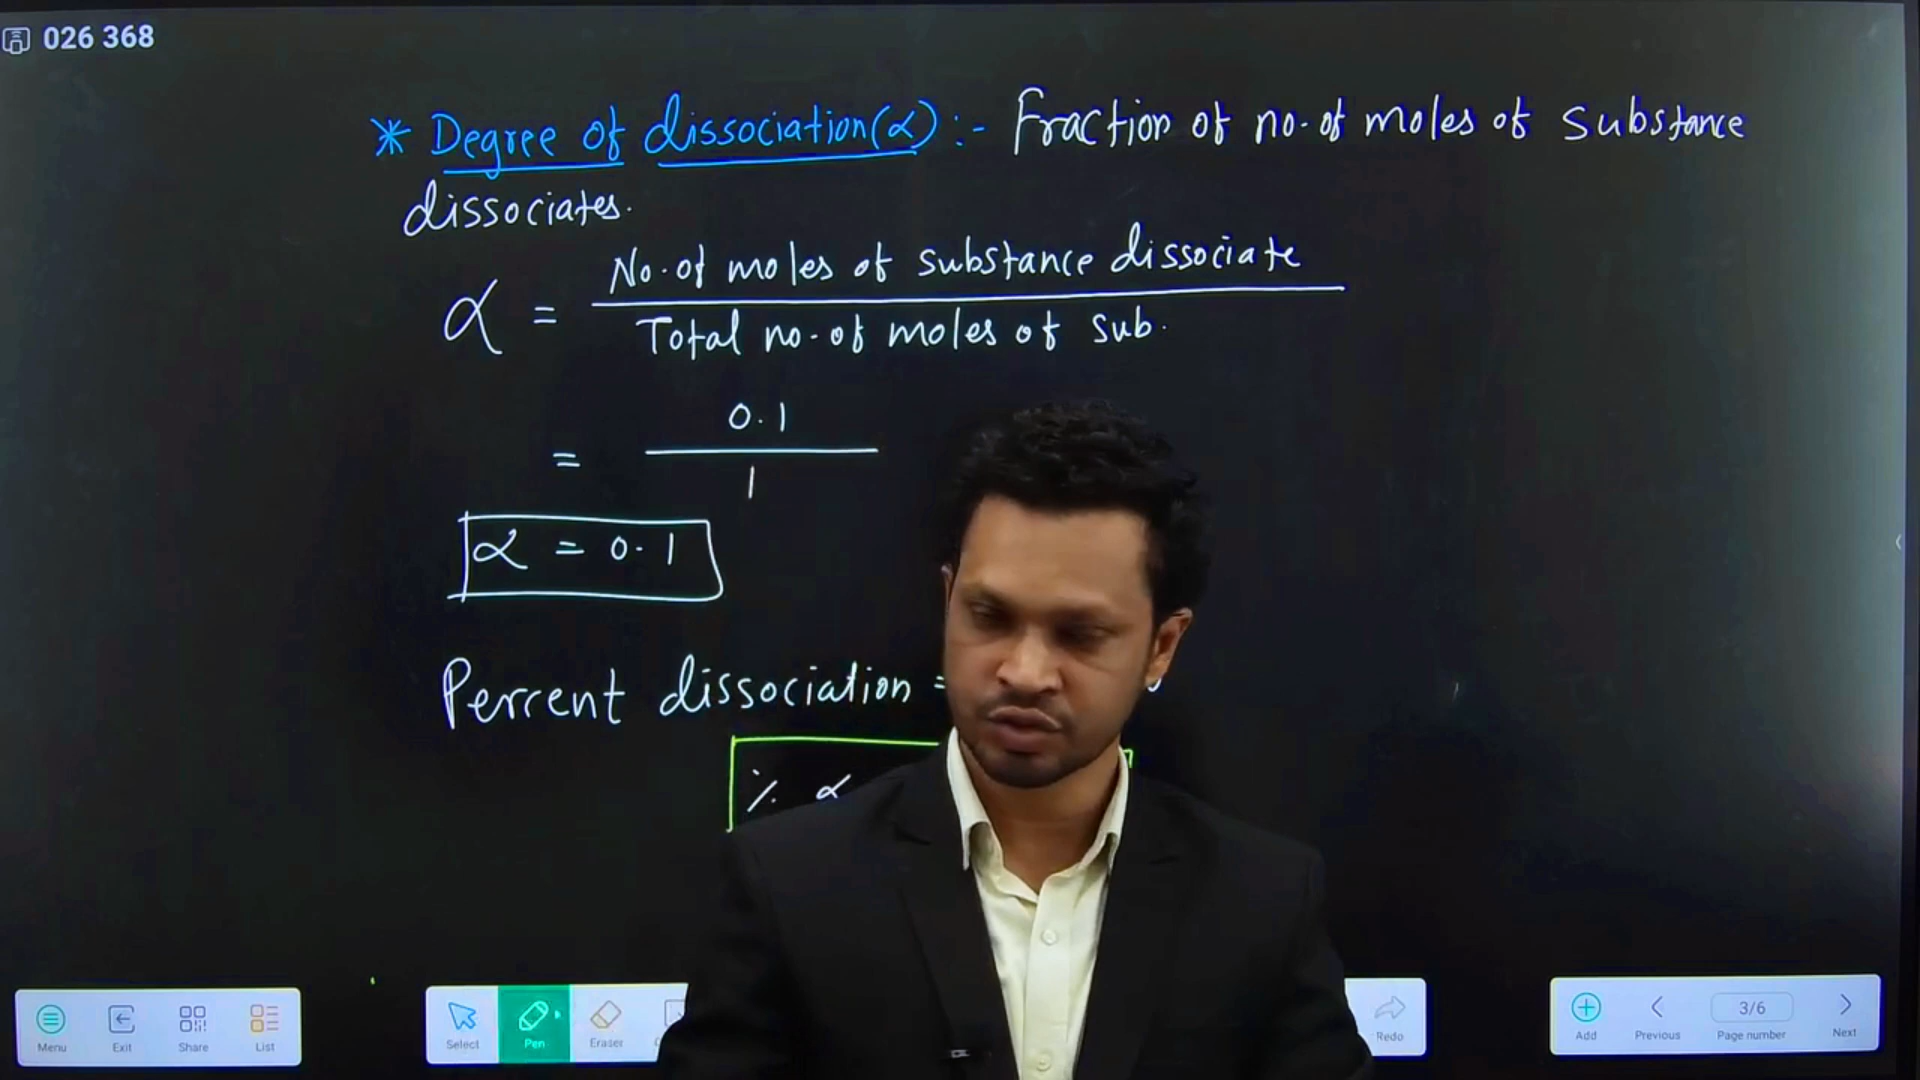 026 368
* Degree of dissociation(α) :- Fraction of no. of moles of substance
dissociates.
No. of moles of substance dissociate
α =
Total no. of moles of sub.
0.1
=
1
α = 0.1
Percent dissociation =
% α
Menu
Exit
Share
List
Select
Pen
Eraser
Redo
Add
Previous
3/6
Page number
Next